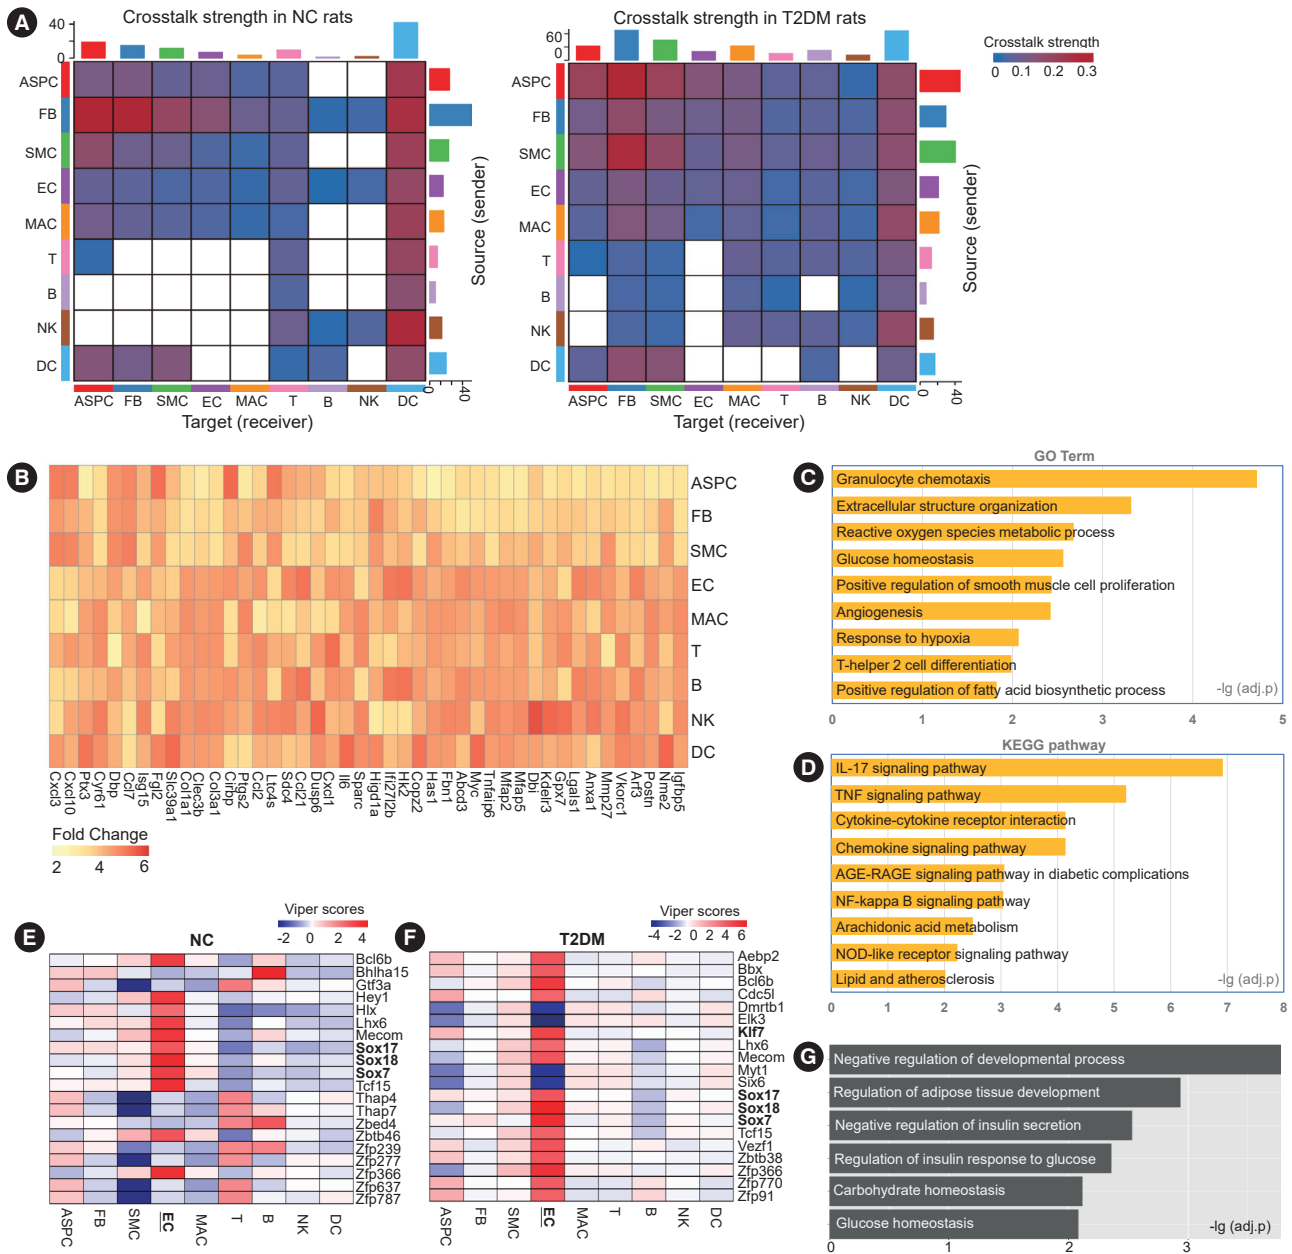 A
Crosstalk strength in NC rats
Crosstalk strength in T2DM rats
40
0
60
0
Crosstalk strength
0 0.1 0.2 0.3
ASPC
FB
SMC
EC
MAC
T
B
NK
DC
ASPC FB SMC EC MAC T B NK DC
Target (receiver)
Source (sender)
0 40
ASPC
FB
SMC
EC
MAC
T
B
NK
DC
ASPC FB SMC EC MAC T B NK DC
Target (receiver)
Source (sender)
0 40
B
ASPC
FB
SMC
EC
MAC
T
B
NK
DC
Cxcl3 Cxcl10 Ptx3 Cyr61 Dbp Ccl7 Isg15 Fgl2 Slc39a1 Col1a1 Clec3b Col3a1 Cirbp Ptgs2 Ccl2 Ltc4s Sdc4 Ccl21 Dusp6 Cxcl1 Il6 Sparc Higd1a Ifi27l2b Hk2 Copz2 Has1 Fbn1 Abcd3 Myc Tnfaip6 Mfap2 Mfap5 Dbi Kdelr3 Gpx7 Lgals1 Anxa1 Mmp27 Vkorc1 Arf3 Postn Nme2 Igfbp5
Fold Change
2 4 6
C
GO Term
Granulocyte chemotaxis
Extracellular structure organization
Reactive oxygen species metabolic process
Glucose homeostasis
Positive regulation of smooth muscle cell proliferation
Angiogenesis
Response to hypoxia
T-helper 2 cell differentiation
Positive regulation of fatty acid biosynthetic process
-lg (adj.p)
0 1 2 3 4 5
D
KEGG pathway
IL-17 signaling pathway
TNF signaling pathway
Cytokine-cytokine receptor interaction
Chemokine signaling pathway
AGE-RAGE signaling pathway in diabetic complications
NF-kappa B signaling pathway
Arachidonic acid metabolism
NOD-like receptor signaling pathway
Lipid and atherosclerosis
-lg (adj.p)
0 1 2 3 4 5 6 7 8
E
NC
Viper scores
-2 0 2 4
Bcl6b
Bhlha15
Gtf3a
Hey1
Hlx
Lhx6
Mecom
Sox17
Sox18
Sox7
Tcf15
Thap4
Thap7
Zbed4
Zbtb46
Zfp239
Zfp277
Zfp366
Zfp637
Zfp787
ASPC FB SMC EC MAC T B NK DC
F
T2DM
Viper scores
-4 -2 0 2 4 6
Aebp2
Bbx
Bcl6b
Cdc5l
Dmrtb1
Elk3
Klf7
Lhx6
Mecom
Myt1
Six6
Sox17
Sox18
Sox7
Tcf15
Vezf1
Zbtb38
Zfp366
Zfp770
Zfp91
ASPC FB SMC EC MAC T B NK DC
G
Negative regulation of developmental process
Regulation of adipose tissue development
Negative regulation of insulin secretion
Regulation of insulin response to glucose
Carbohydrate homeostasis
Glucose homeostasis
-lg (adj.p)
0 1 2 3